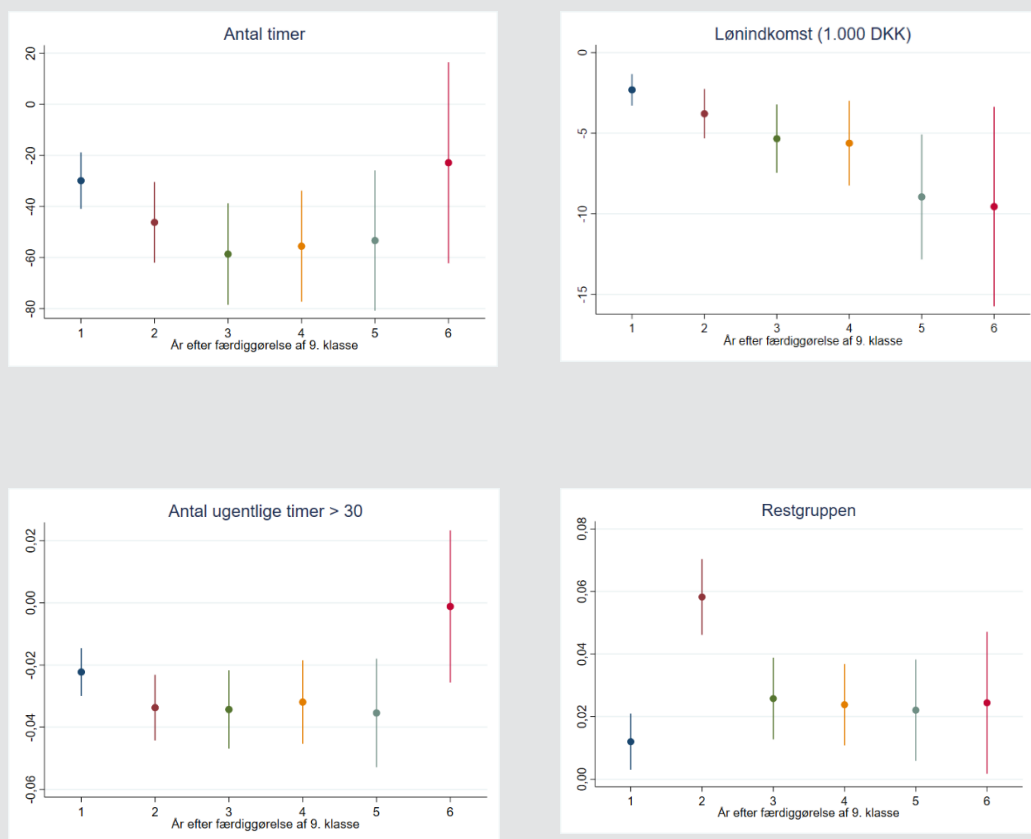 Antal timer
20
0
-20
-40
-60
-80
1 2 3 4 5 6
År efter færdiggørelse af 9. klasse
Lønindkomst (1.000 DKK)
0
-5
-10
-15
1 2 3 4 5 6
År efter færdiggørelse af 9. klasse
Antal ugentlige timer > 30
0,02
0,00
-0,02
-0,04
-0,06
1 2 3 4 5 6
År efter færdiggørelse af 9. klasse
Restgruppen
0,08
0,06
0,04
0,02
0,00
1 2 3 4 5 6
År efter færdiggørelse af 9. klasse